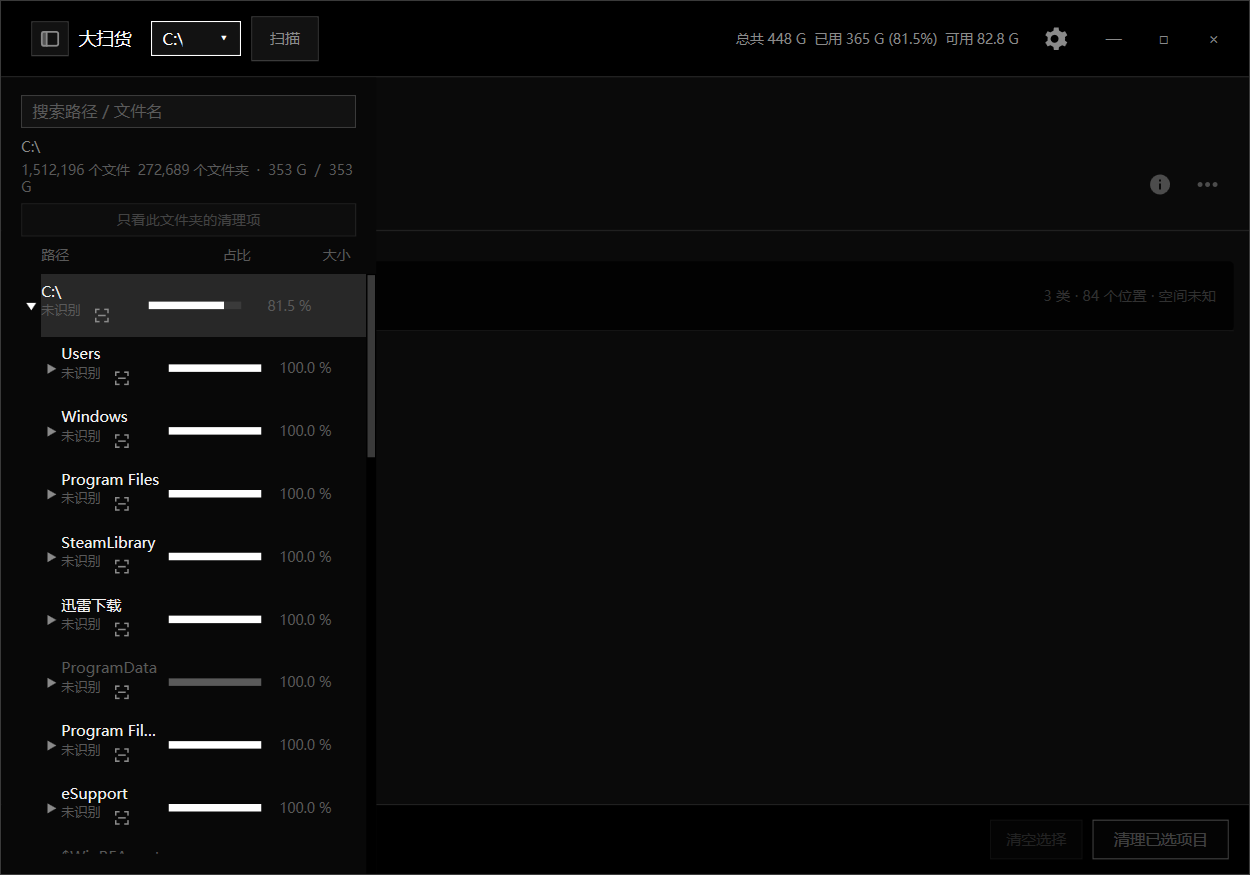 大扫货 C:\ 扫描 总共 448 G 已用 365 G (81.5%) 可用 82.8 G
搜索路径 / 文件名
C:\
1,512,196 个文件 272,689 个文件夹 · 353 G / 353
G
只看此文件夹的清理项
路径 占比 大小
C:\
未识别 81.5 %
3 类 · 84 个位置 · 空间未知
Users
未识别 100.0 %
Windows
未识别 100.0 %
Program Files
未识别 100.0 %
SteamLibrary
未识别 100.0 %
迅雷下载
未识别 100.0 %
ProgramData
未识别 100.0 %
Program Fil...
未识别 100.0 %
eSupport
未识别 100.0 %
清空选择 清理已选项目